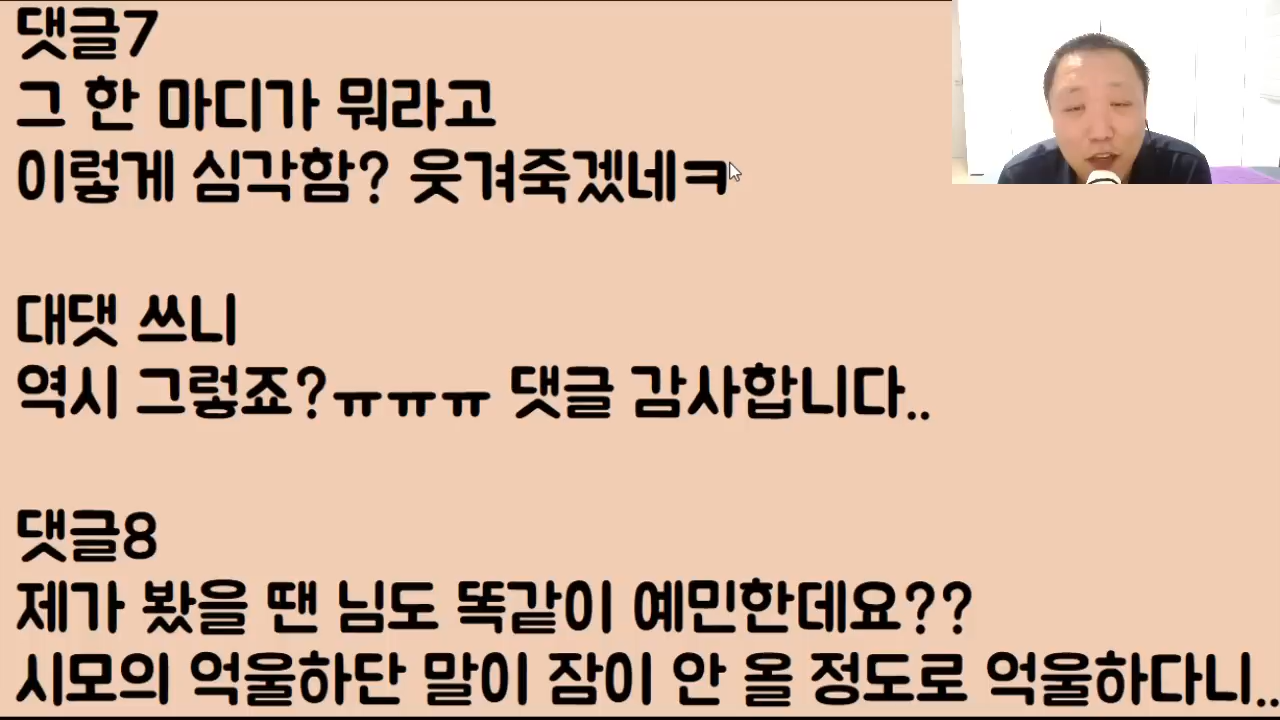 댓글7
그 한 마디가 뭐라고
이렇게 심각함? 웃겨죽겠네ㅋ
대댓 쓰니
역시 그렇죠?ㅠㅠㅠ 댓글 감사합니다..
댓글8
제가 봤을 땐 님도 똑같이 예민한데요??
시모의 억울하단 말이 잠이 안 올 정도로 억울하다니..